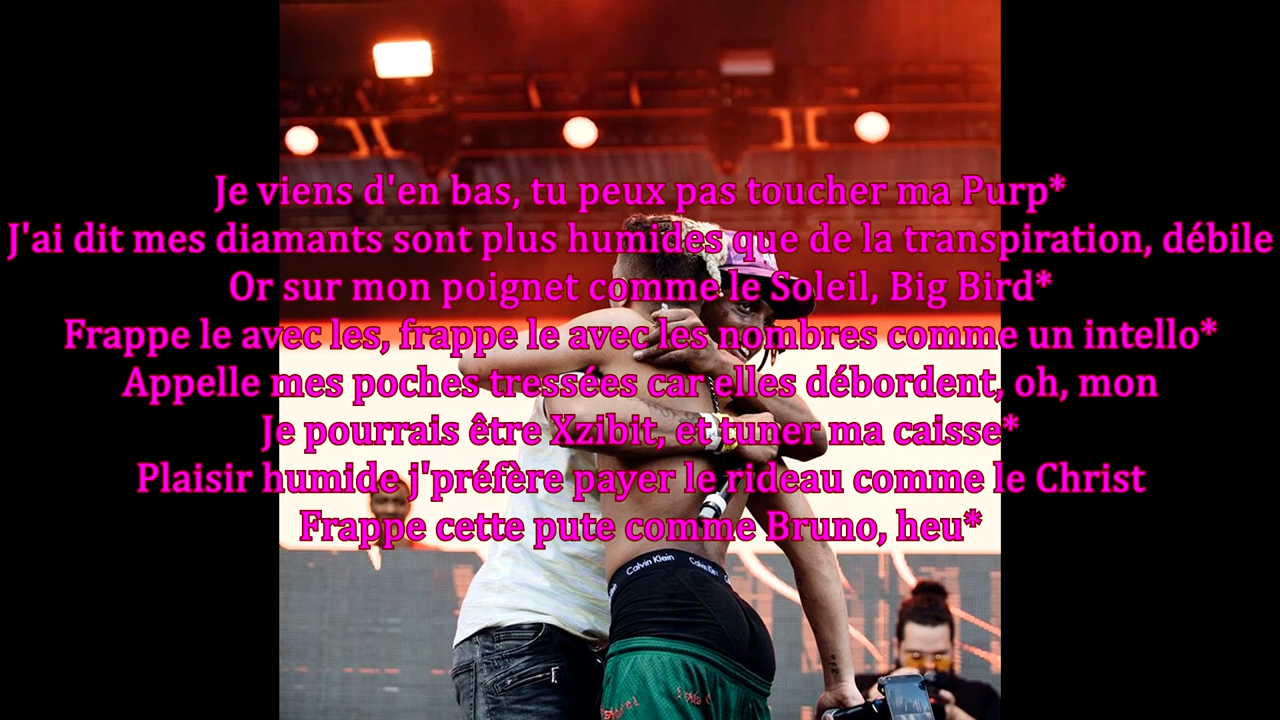 Je viens d'en bas, tu peux pas toucher ma Purp*
J'ai dit mes diamants sont plus humides que de la transpiration, débile
Or sur mon poignet comme le Soleil, Big Bird*
Frappe le avec les, frappe le avec les nombres comme un intello*
Appelle mes poches tressées car elles débordent, oh, mon
Je pourrais être Xzibit, et tuner ma caisse*
Plaisir humide j'préfère payer le rideau comme le Christ
Frappe cette pute comme Bruno, heu*
Calvin Klein